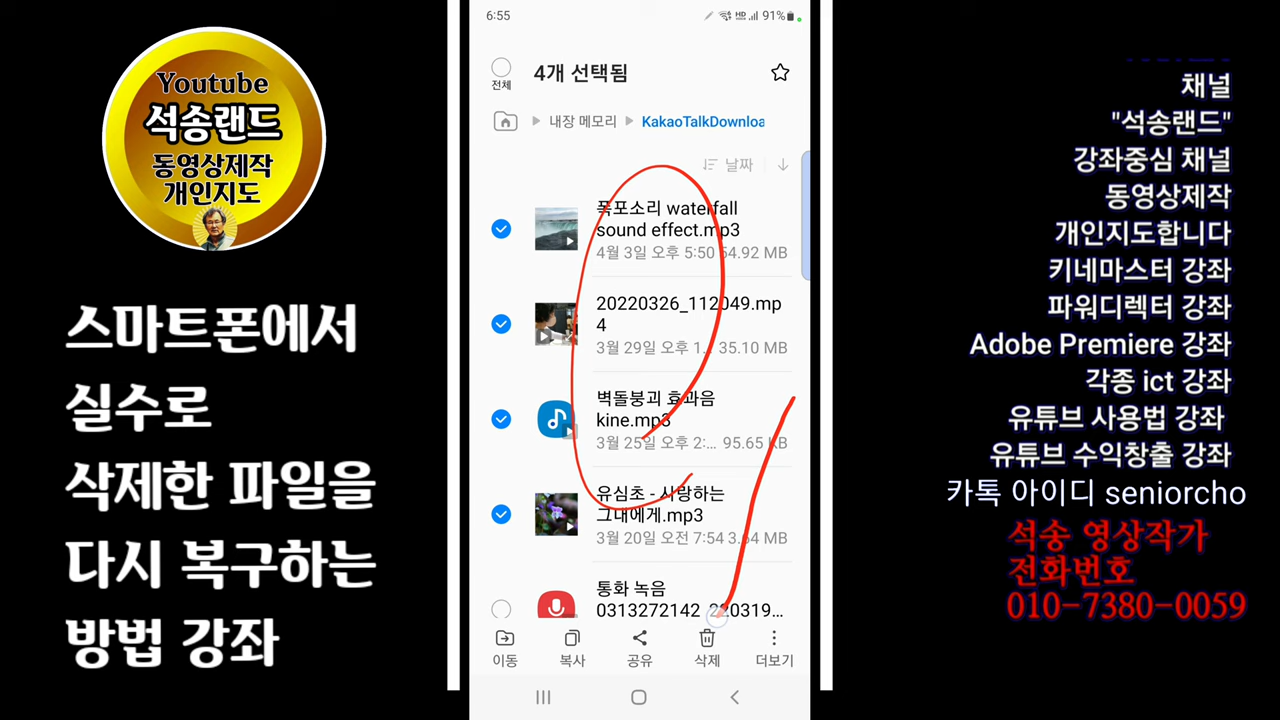 Youtube
석송랜드
동영상제작
개인지도
스마트폰에서
실수로
삭제한 파일을
다시 복구하는
방법 강좌
6:55
91%
전체
4개 선택됨
내장 메모리
KakaoTalkDownloa
날짜
폭포소리 waterfall
sound effect.mp3
4월 3일 오후 5:50 54.92 MB
20220326_112049.mp
4
3월 29일 오후 1... 35.10 MB
벽돌붕괴 효과음
kine.mp3
3월 25일 오후 2:... 95.65 KB
유심초 - 사랑하는
그대에게.mp3
3월 20일 오전 7:54 3.64 MB
통화 녹음
0313272142_220319...
이동
복사
공유
삭제
더보기
채널
"석송랜드"
강좌중심 채널
동영상제작
개인지도합니다
키네마스터 강좌
파워디렉터 강좌
Adobe Premiere 강좌
각종 ict 강좌
유튜브 사용법 강좌
유튜브 수익창출 강좌
카톡 아이디 seniorcho
석송 영상작가
전화번호
010-7380-0059